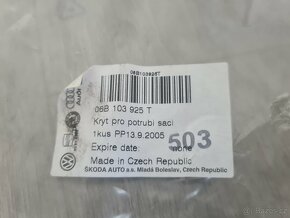 06B103925T
06B 103 925 T
Kryt pro potrubi saci
1kus PP13.9.2005
Expire date: none
503
Made in Czech Republic
ŠKODA AUTO a.s. Mladá Boleslav, Czech Republic